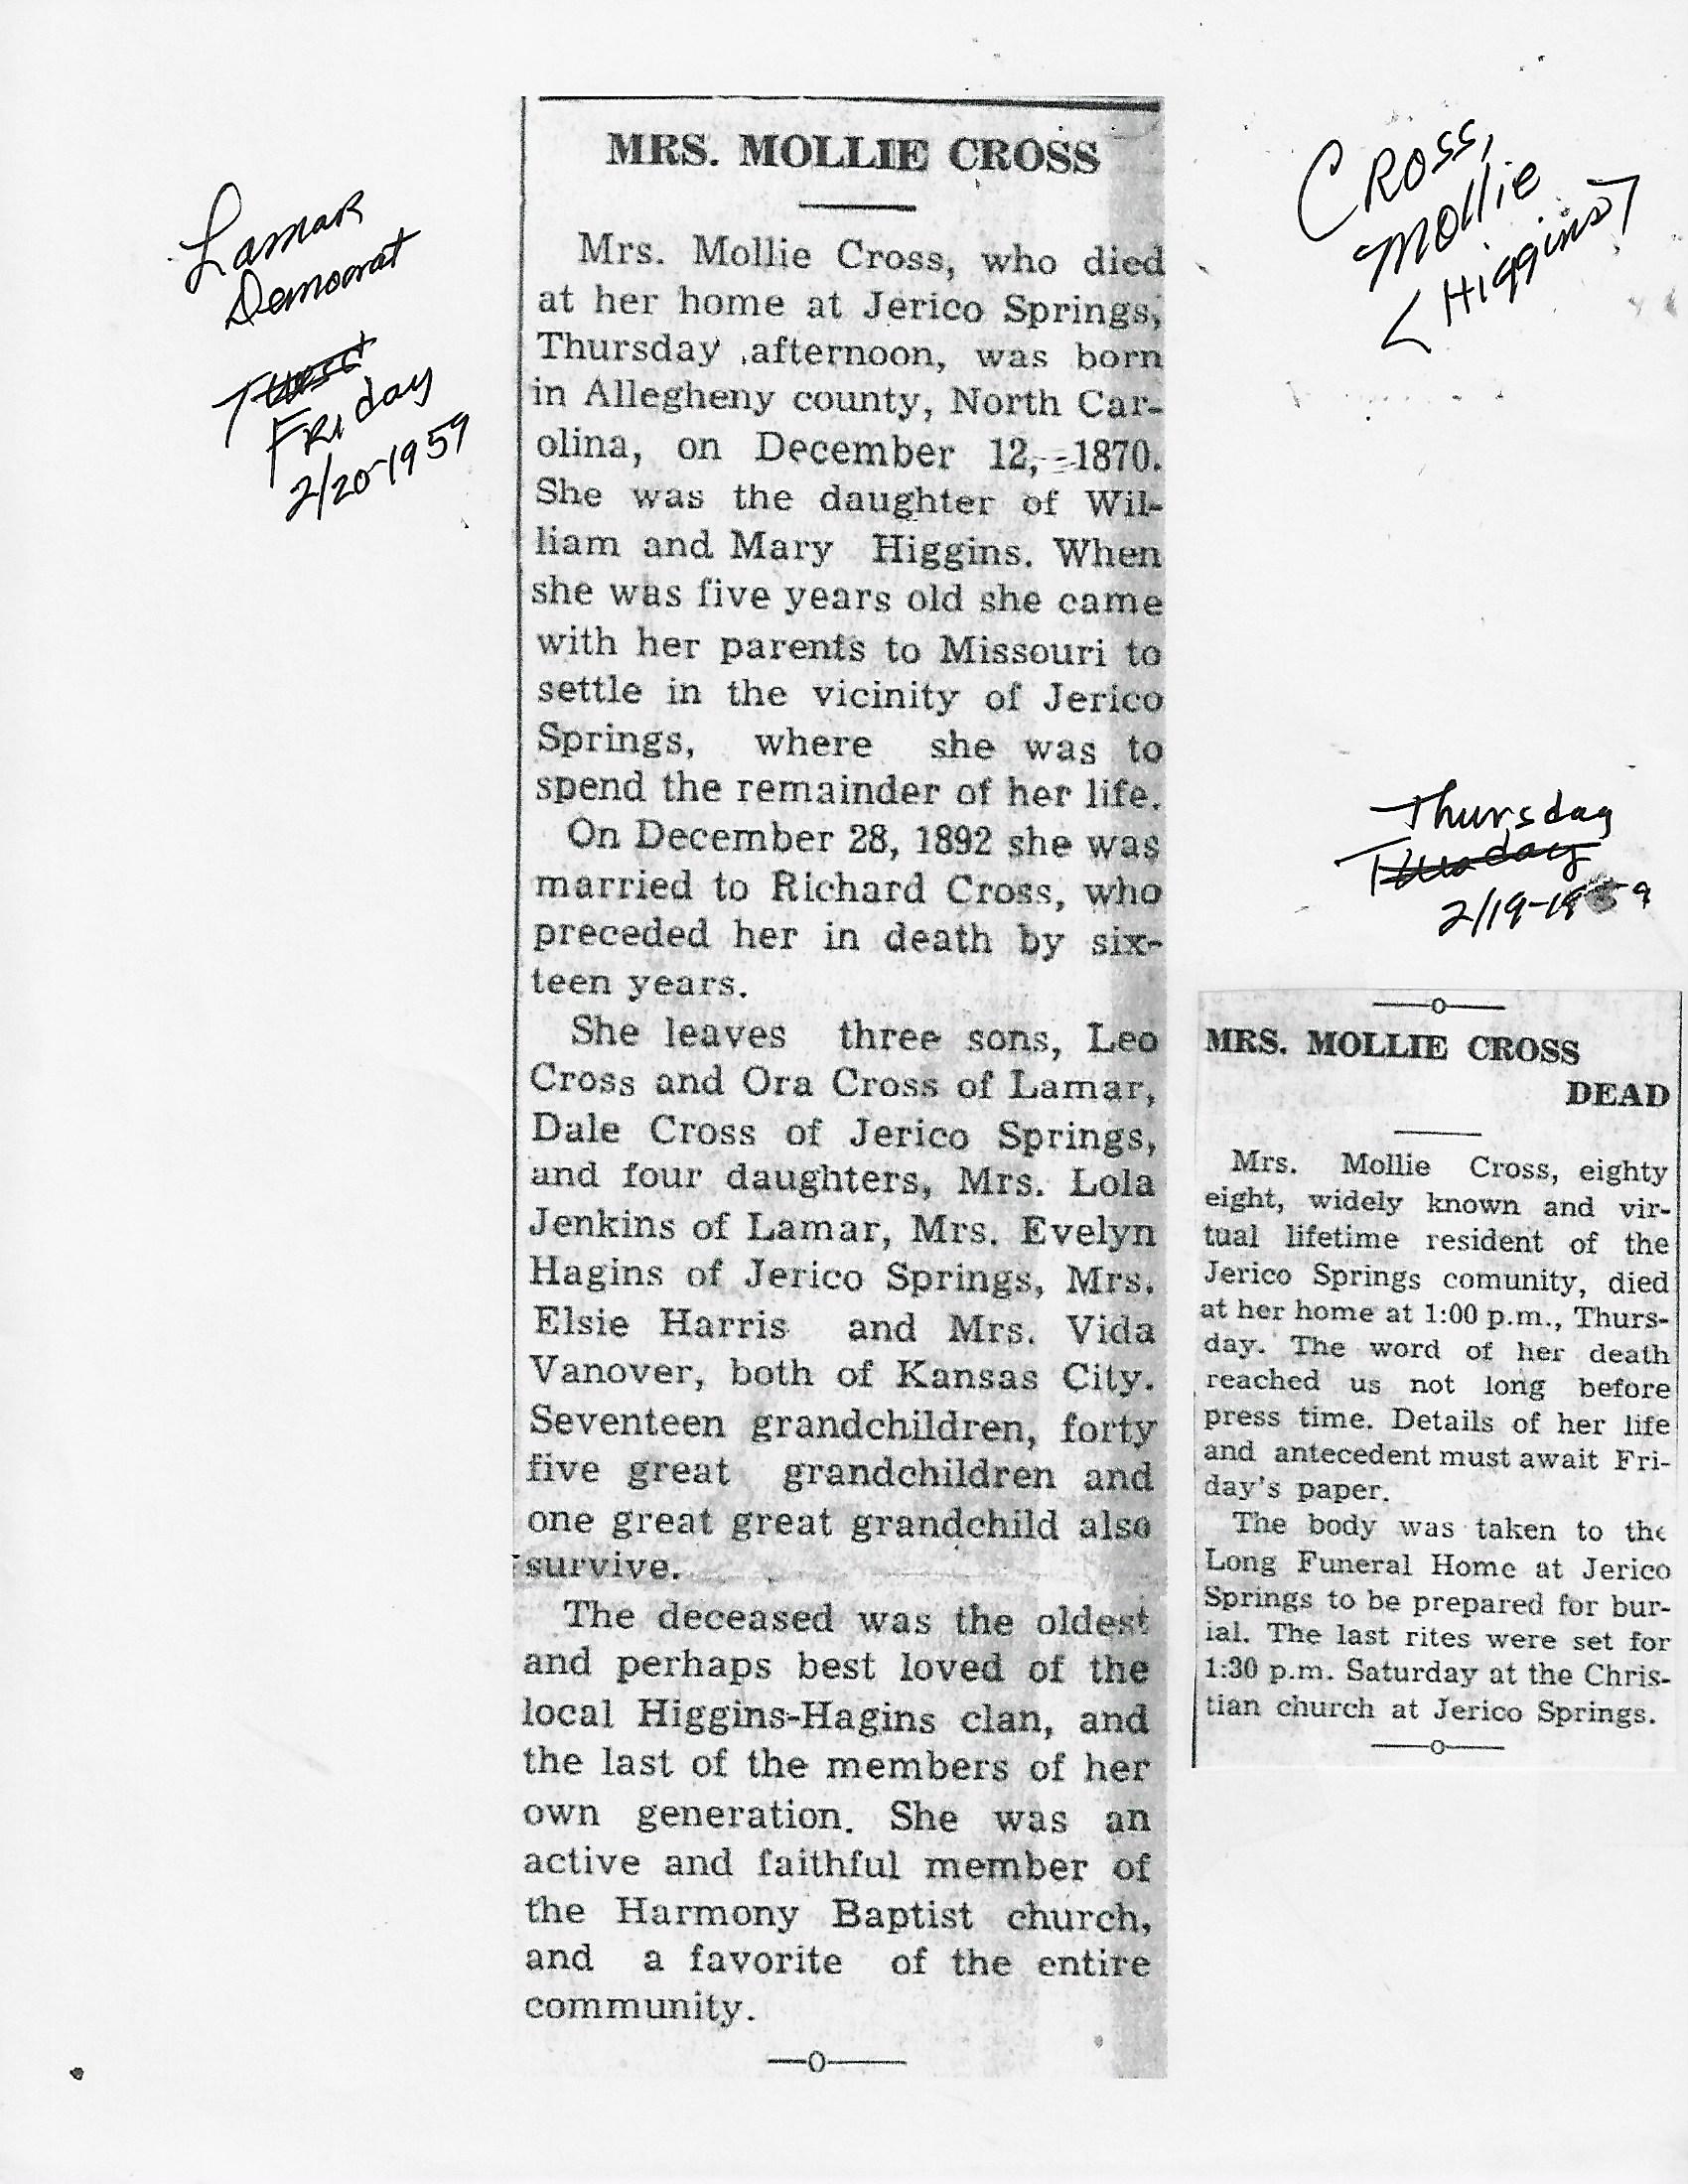 Lamar
Democrat
Friday
2/20-1959
MRS. MOLLIE CROSS
Mrs. Mollie Cross, who died
at her home at Jerico Springs,
Thursday afternoon, was born
in Allegheny county, North Car-
olina, on December 12, 1870.
She was the daughter of Wil-
liam and Mary Higgins. When
she was five years old she came
with her parents to Missouri to
settle in the vicinity of Jerico
Springs, where she was to
spend the remainder of her life.
On December 28, 1892 she was
married to Richard Cross, who
preceded her in death by six-
teen years.
She leaves three sons, Leo
Cross and Ora Cross of Lamar,
Dale Cross of Jerico Springs,
and four daughters, Mrs. Lola
Jenkins of Lamar, Mrs. Evelyn
Hagins of Jerico Springs, Mrs.
Elsie Harris and Mrs. Vida
Vanover, both of Kansas City.
Seventeen grandchildren, forty
five great grandchildren and
one great great grandchild also
survive.
The deceased was the oldest
and perhaps best loved of the
local Higgins-Hagins clan, and
the last of the members of her
own generation. She was an
active and faithful member of
the Harmony Baptist church,
and a favorite of the entire
community.
Cross,
Mollie
<Higgins>
Thursday
Tuesday
MRS. MOLLIE CROSS
DEAD
Mrs. Mollie Cross, eighty
eight, widely known and vir-
tual lifetime resident of the
Jerico Springs comunity, died
at her home at 1:00 p.m., Thurs-
day. The word of her death
reached us not long before
press time. Details of her life
and antecedent must await Fri-
day's paper.
The body was taken to the
Long Funeral Home at Jerico
Springs to be prepared for bur-
ial. The last rites were set for
1:30 p.m. Saturday at the Chris-
tian church at Jerico Springs.